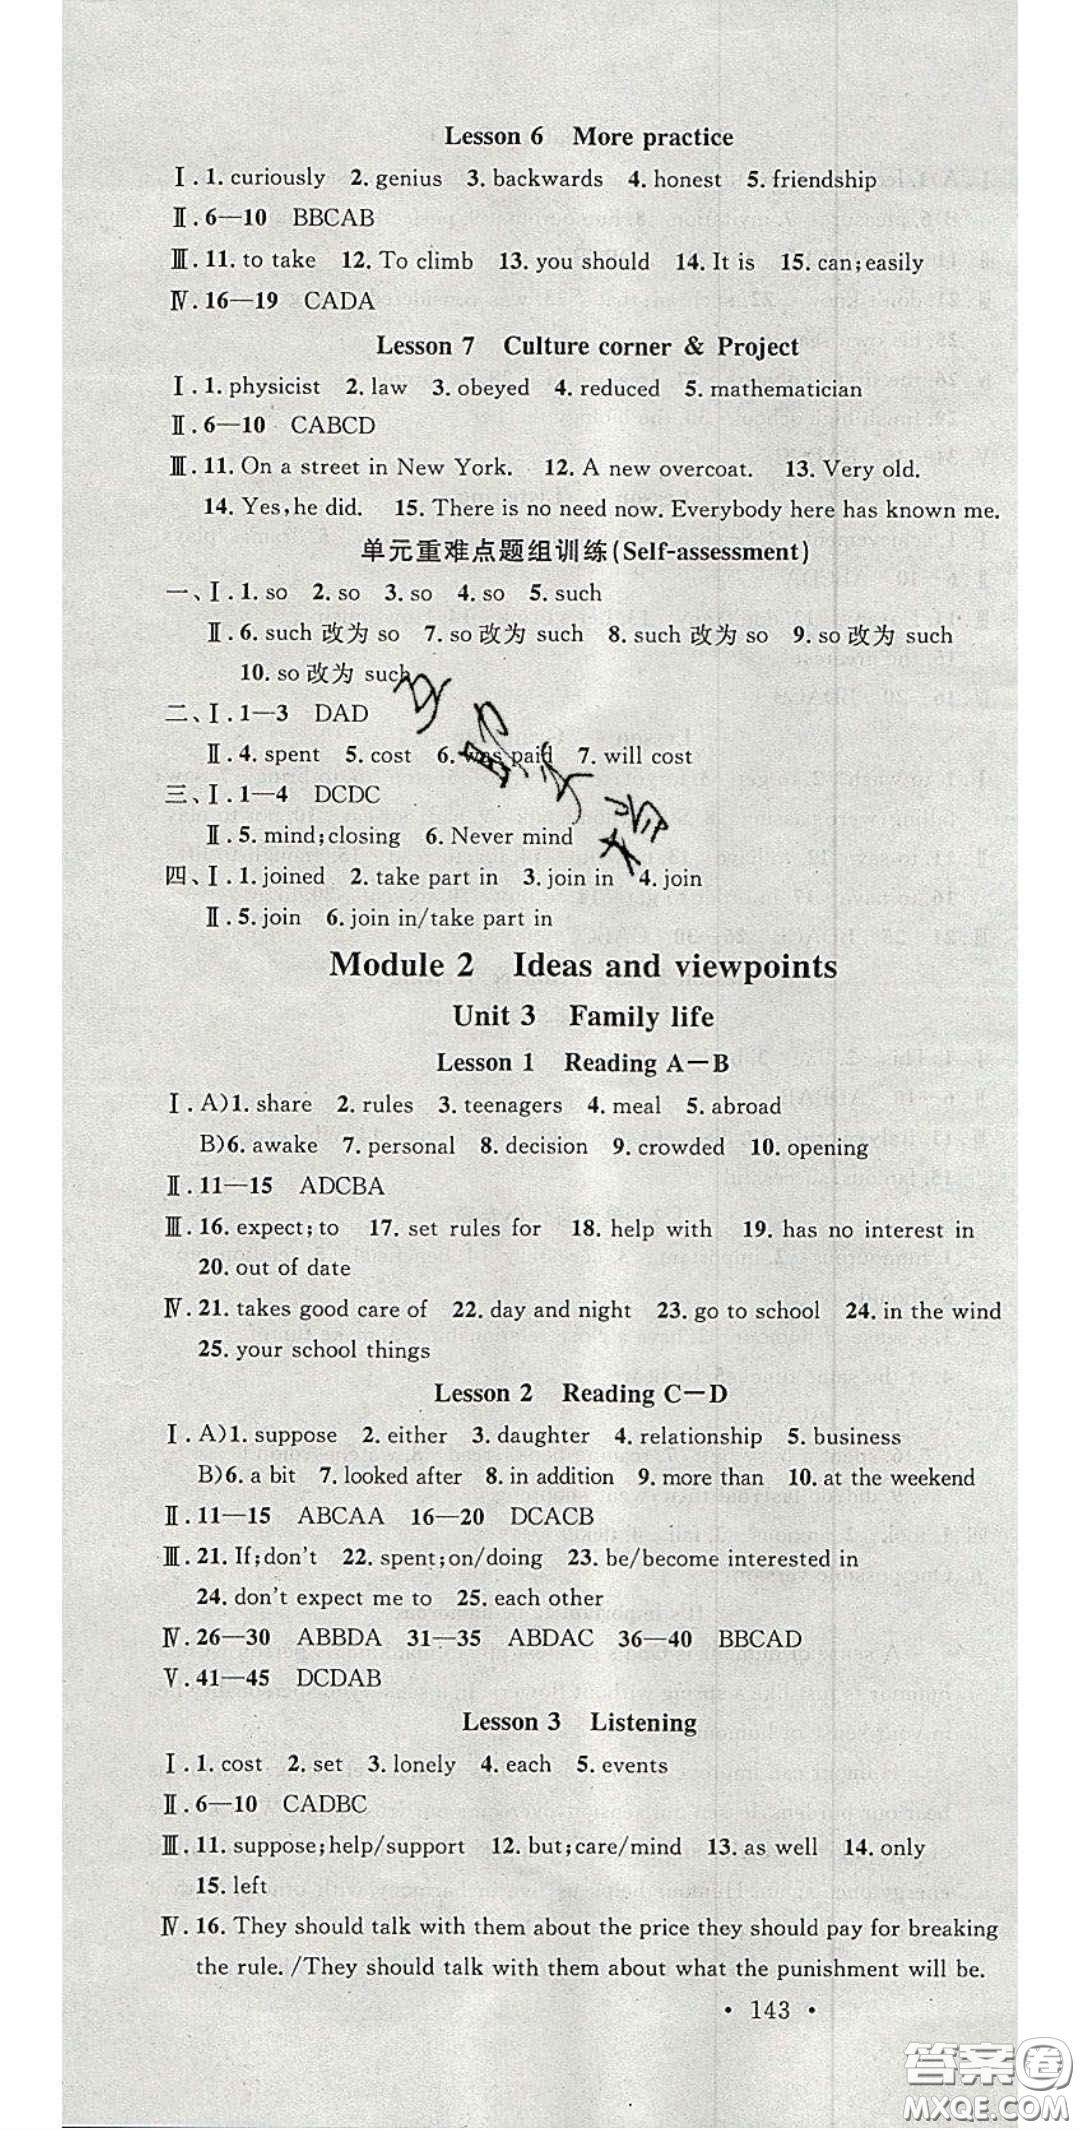 Lesson 6 More practice
Ⅰ.1. curiously 2. genius 3. backwards 4. honest 5. friendship
Ⅱ.6—10 BBCAB
Ⅲ.11. to take 12. To climb 13. you should 14. It is 15. can;easily
Ⅳ.16—19 CADA
Lesson 7 Culture corner & Project
Ⅰ.1. physicist 2. law 3. obeyed 4. reduced 5. mathematician
Ⅱ.6—10 CABCD
Ⅲ.11. On a street in New York. 12. A new overcoat. 13. Very old.
14. Yes,he did. 15. There is no need now. Everybody here has known me.
单元重难点题组训练(Self-assessment)
一、Ⅰ.1. so 2. so 3. so 4. so 5. such
Ⅱ.6. such 改为 so 7. so 改为 such 8. such 改为 so 9. so 改为 such
10. so 改为 such
二、Ⅰ.1—3 DAD
Ⅱ.4. spent 5. cost 6. was paid 7. will cost
三、Ⅰ.1—4 DCDC
Ⅱ.5. mind;closing 6. Never mind
四、Ⅰ.1. joined 2. take part in 3. join in 4. join
Ⅱ.5. join 6. join in/take part in
Module 2 Ideas and viewpoints
Unit 3 Family life
Lesson 1 Reading A—B
Ⅰ.A)1. share 2. rules 3. teenagers 4. meal 5. abroad
B)6. awake 7. personal 8. decision 9. crowded 10. opening
Ⅱ.11—15 ADCBA
Ⅲ.16. expect;to 17. set rules for 18. help with 19. has no interest in
20. out of date
Ⅳ.21. takes good care of 22. day and night 23. go to school 24. in the wind
25. your school things
Lesson 2 Reading C—D
Ⅰ.A)1. suppose 2. either 3. daughter 4. relationship 5. business
B)6. a bit 7. looked after 8. in addition 9. more than 10. at the weekend
Ⅱ.11—15 ABCAA 16—20 DCACB
Ⅲ.21. If;don't 22. spent;on/doing 23. be/become interested in
24. don't expect me to 25. each other
Ⅳ.26—30 ABBDA 31—35 ABDAC 36—40 BBCAD
Ⅴ.41—45 DCDAB
Lesson 3 Listening
Ⅰ.1. cost 2. set 3. lonely 4. each 5. events
Ⅱ.6—10 CADBC
Ⅲ.11. suppose;help/support 12. but;care/mind 13. as well 14. only
15. left
Ⅳ.16. They should talk with them about the price they should pay for breaking
the rule. /They should talk with them about what the punishment will be.
• 143 •
答案卷
MXQE.COM